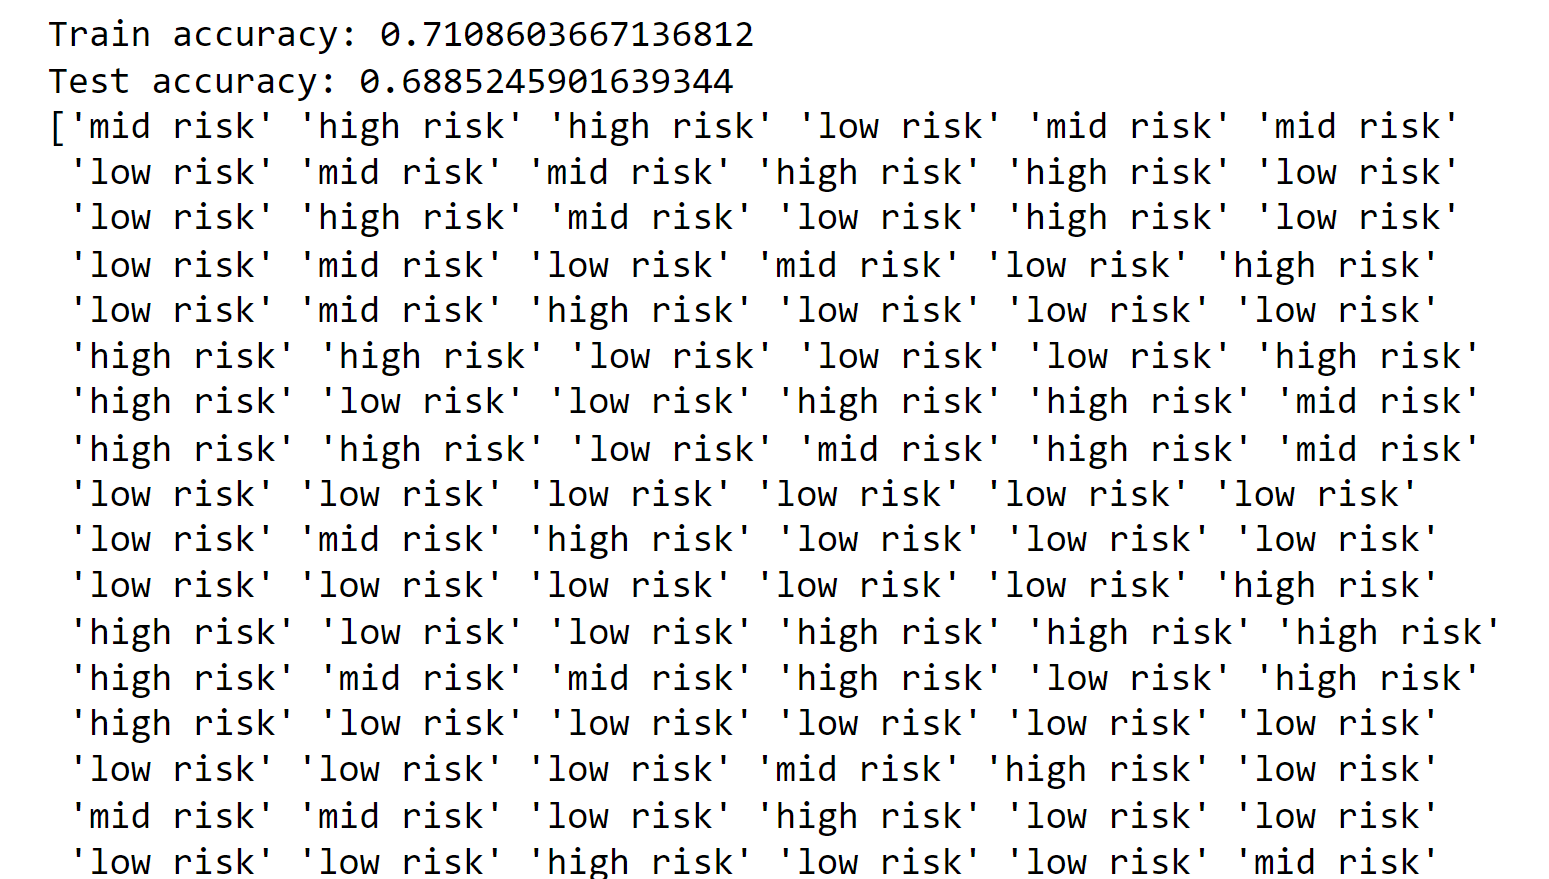 Train accuracy: 0.7108603667136812
Test accuracy: 0.6885245901639344
['mid risk' 'high risk' 'high risk' 'low risk' 'mid risk' 'mid risk'
'low risk' 'mid risk' 'mid risk' 'high risk' 'high risk' 'low risk'
'low risk' 'high risk' 'mid risk' 'low risk' 'high risk' 'low risk'
'low risk' 'mid risk' 'low risk' 'mid risk' 'low risk' 'high risk'
'low risk' 'mid risk' 'high risk' 'low risk' 'low risk' 'low risk'
'high risk' 'high risk' 'low risk' 'low risk' 'low risk' 'high risk'
'high risk' 'low risk' 'low risk' 'high risk' 'high risk' 'mid risk'
'high risk' 'high risk' 'low risk' 'mid risk' 'high risk' 'mid risk'
'low risk' 'low risk' 'low risk' 'low risk' 'low risk' 'low risk'
'low risk' 'mid risk' 'high risk' 'low risk' 'low risk' 'low risk'
'low risk' 'low risk' 'low risk' 'low risk' 'low risk' 'high risk'
'high risk' 'low risk' 'low risk' 'high risk' 'high risk' 'high risk'
'high risk' 'mid risk' 'mid risk' 'high risk' 'low risk' 'high risk'
'high risk' 'low risk' 'low risk' 'low risk' 'low risk' 'low risk'
'low risk' 'low risk' 'low risk' 'mid risk' 'high risk' 'low risk'
'mid risk' 'mid risk' 'low risk' 'high risk' 'low risk' 'low risk'
'low risk' 'low risk' 'high risk' 'low risk' 'low risk' 'mid risk'